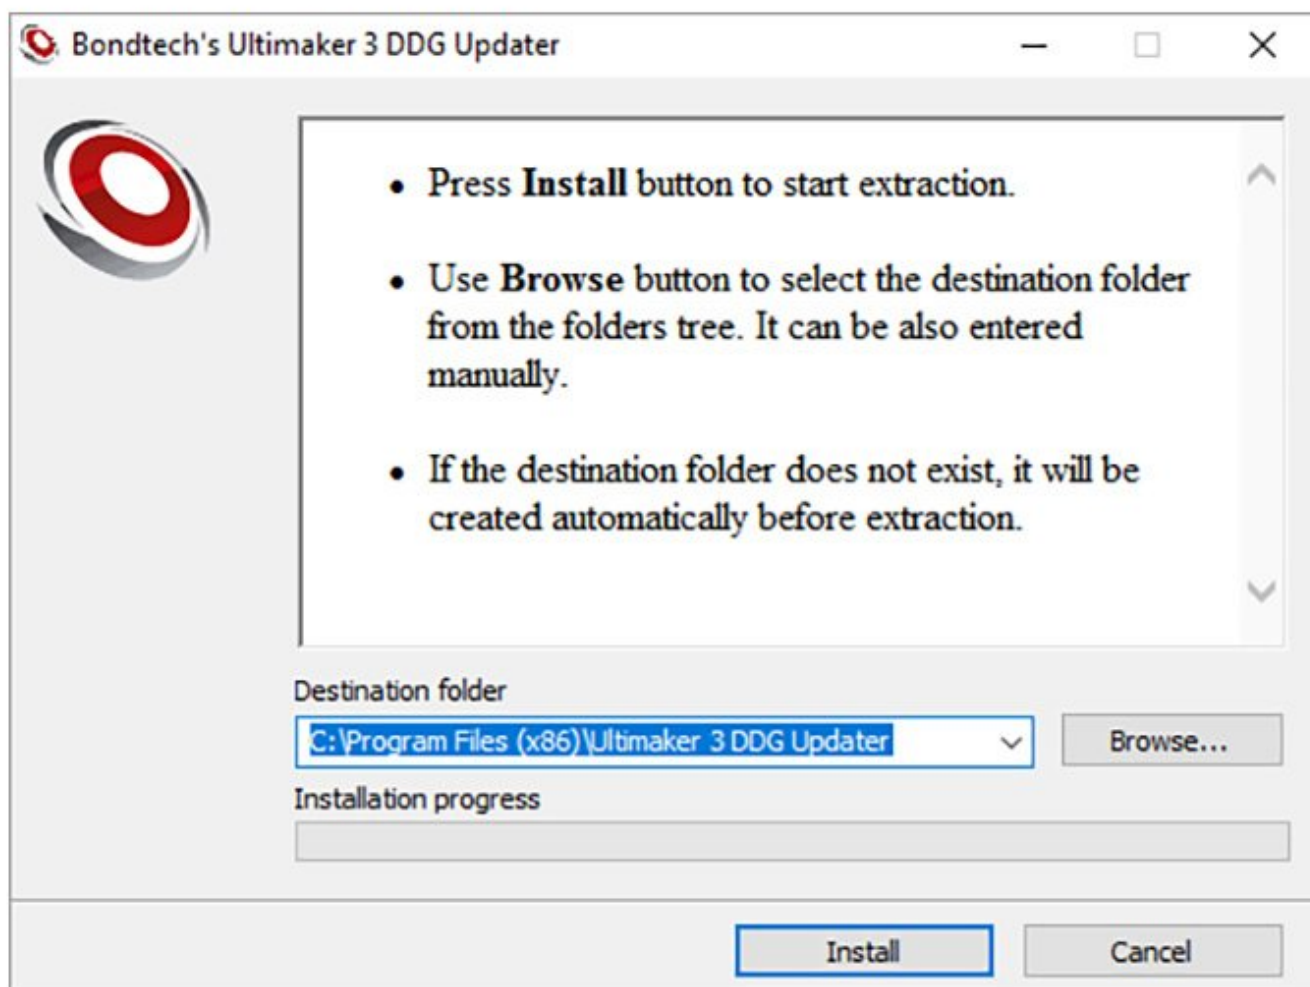 Bondtech's Ultimaker 3 DDG Updater
• Press Install button to start extraction.
• Use Browse button to select the destination folder
from the folders tree. It can be also entered
manually.
• If the destination folder does not exist, it will be
created automatically before extraction.
Destination folder
C:\Program Files (x86)\Ultimaker 3 DDG Updater
Browse...
Installation progress
Install
Cancel